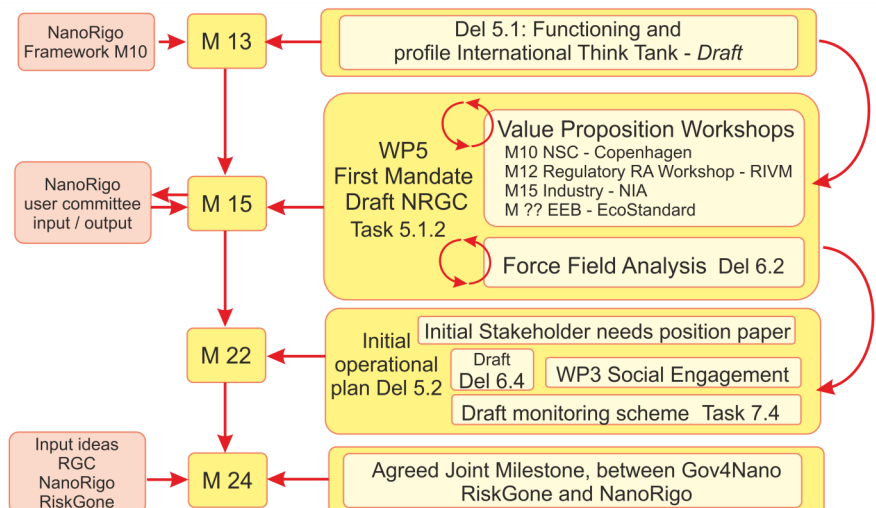 NanoRigo
Framework M10
M 13
Del 5.1: Functioning and
profile International Think Tank - Draft
WP5
First Mandate
Draft NRGC
Task 5.1.2
Value Proposition Workshops
M10 NSC - Copenhagen
M12 Regulatory RA Workshop - RIVM
M15 Industry - NIA
M ?? EEB - EcoStandard
NanoRigo
user committee
input / output
M 15
Force Field Analysis Del 6.2
M 22
Initial
operational
plan Del 5.2
Initial Stakeholder needs position paper
Draft
Del 6.4
WP3 Social Engagement
Draft monitoring scheme Task 7.4
Input ideas
RGC
NanoRigo
RiskGone
M 24
Agreed Joint Milestone, between Gov4Nano
RiskGone and NanoRigo